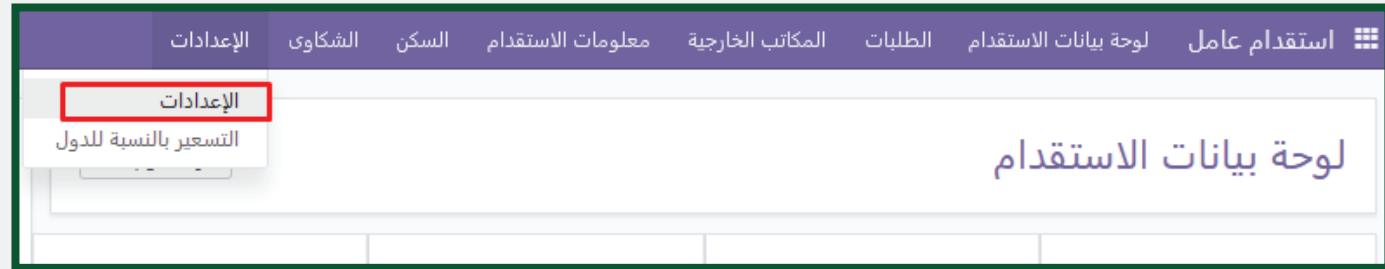 استقدام عامل لوحة بيانات الاستقدام الطلبات المكاتب الخارجية معلومات الاستقدام السكن الشكاوى الإعدادات
الإعدادات
التسعير بالنسبة للدول
لوحة بيانات الاستقدام